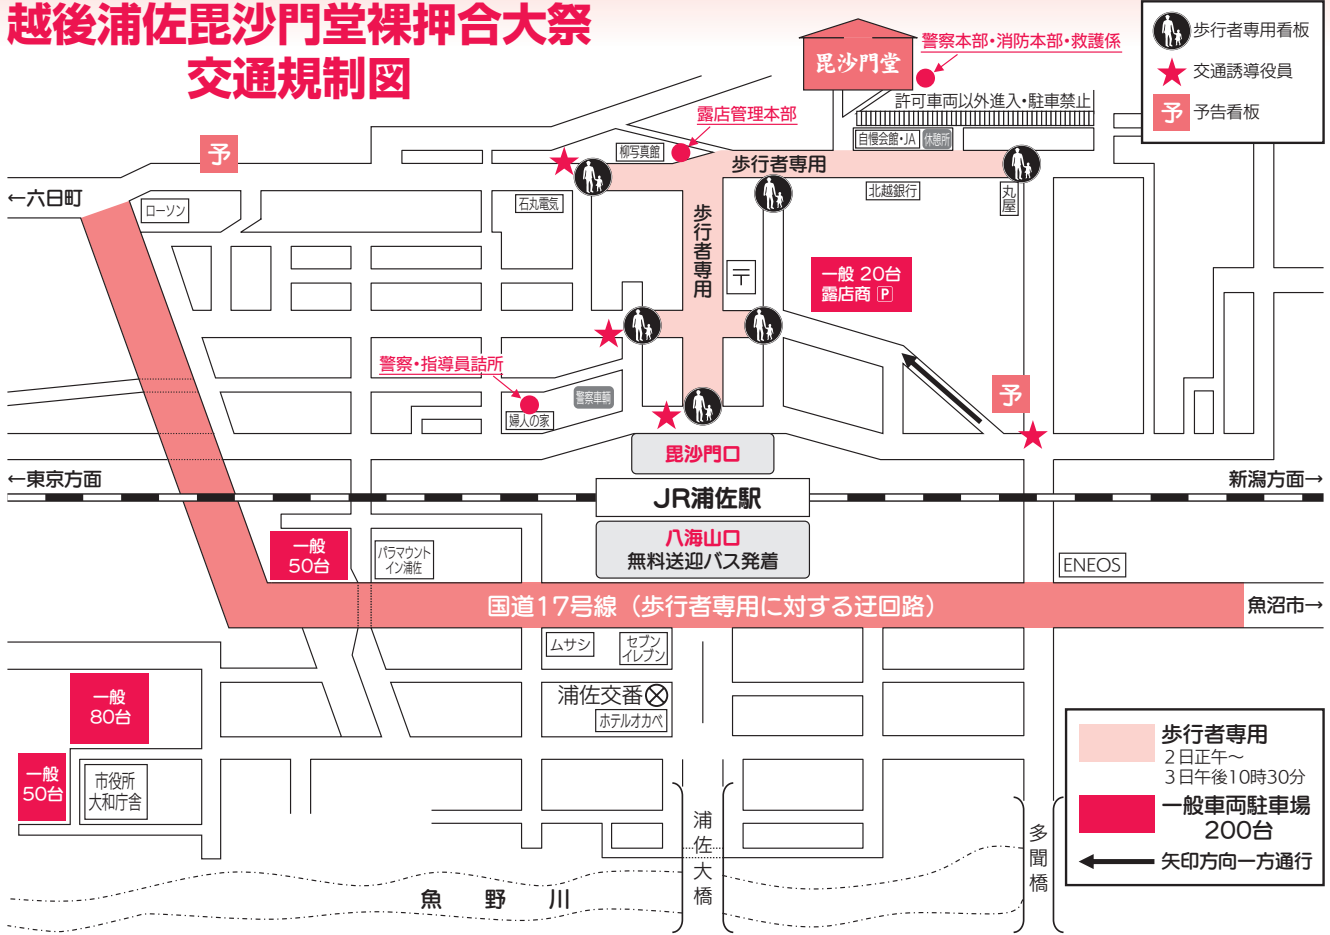 越後浦佐毘沙門堂裸押合大祭
交通規制図
歩行者専用看板
交通誘導役員
予
予告看板
毘沙門堂
警察本部・消防本部・救護係
許可車両以外進入・駐車禁止
露店管理本部
自慢会館・JA
休憩所
予
柳写真館
歩行者専用
←六日町
ローソン
石丸電気
北越銀行
丸屋
歩行者専用
〒
一般 20台
露店商 P
警察・指導員詰所
警察車輌
婦人の家
予
毘沙門口
←東京方面
新潟方面→
JR浦佐駅
八海山口
無料送迎バス発着
一般
50台
パラマウント
イン浦佐
ENEOS
国道17号線（歩行者専用に対する迂回路）
魚沼市→
ムサシ
セブン
イレブン
浦佐交番
ホテルオカベ
一般
80台
一般
50台
市役所
大和庁舎
歩行者専用
2日正午〜
3日午後10時30分
一般車両駐車場
200台
矢印方向一方通行
浦佐大橋
多聞橋
魚野川